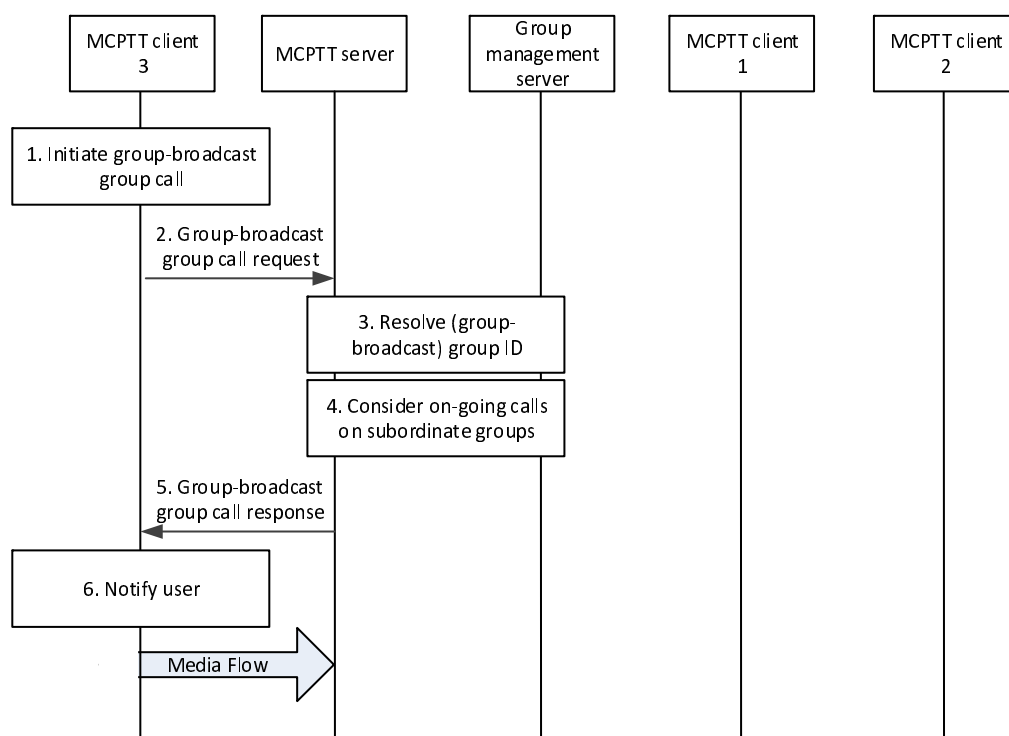 MCPTT client
3
MCPTT server
Group
management
server
MCPTT client
1
MCPTT client
2
1. Initiate group-broadcast
group call
2. Group-broadcast
group call request
3. Resolve (group-
broadcast) group ID
4. Consider on-going calls
on subordinate groups
5. Group-broadcast
group call response
6. Notify user
Media Flow